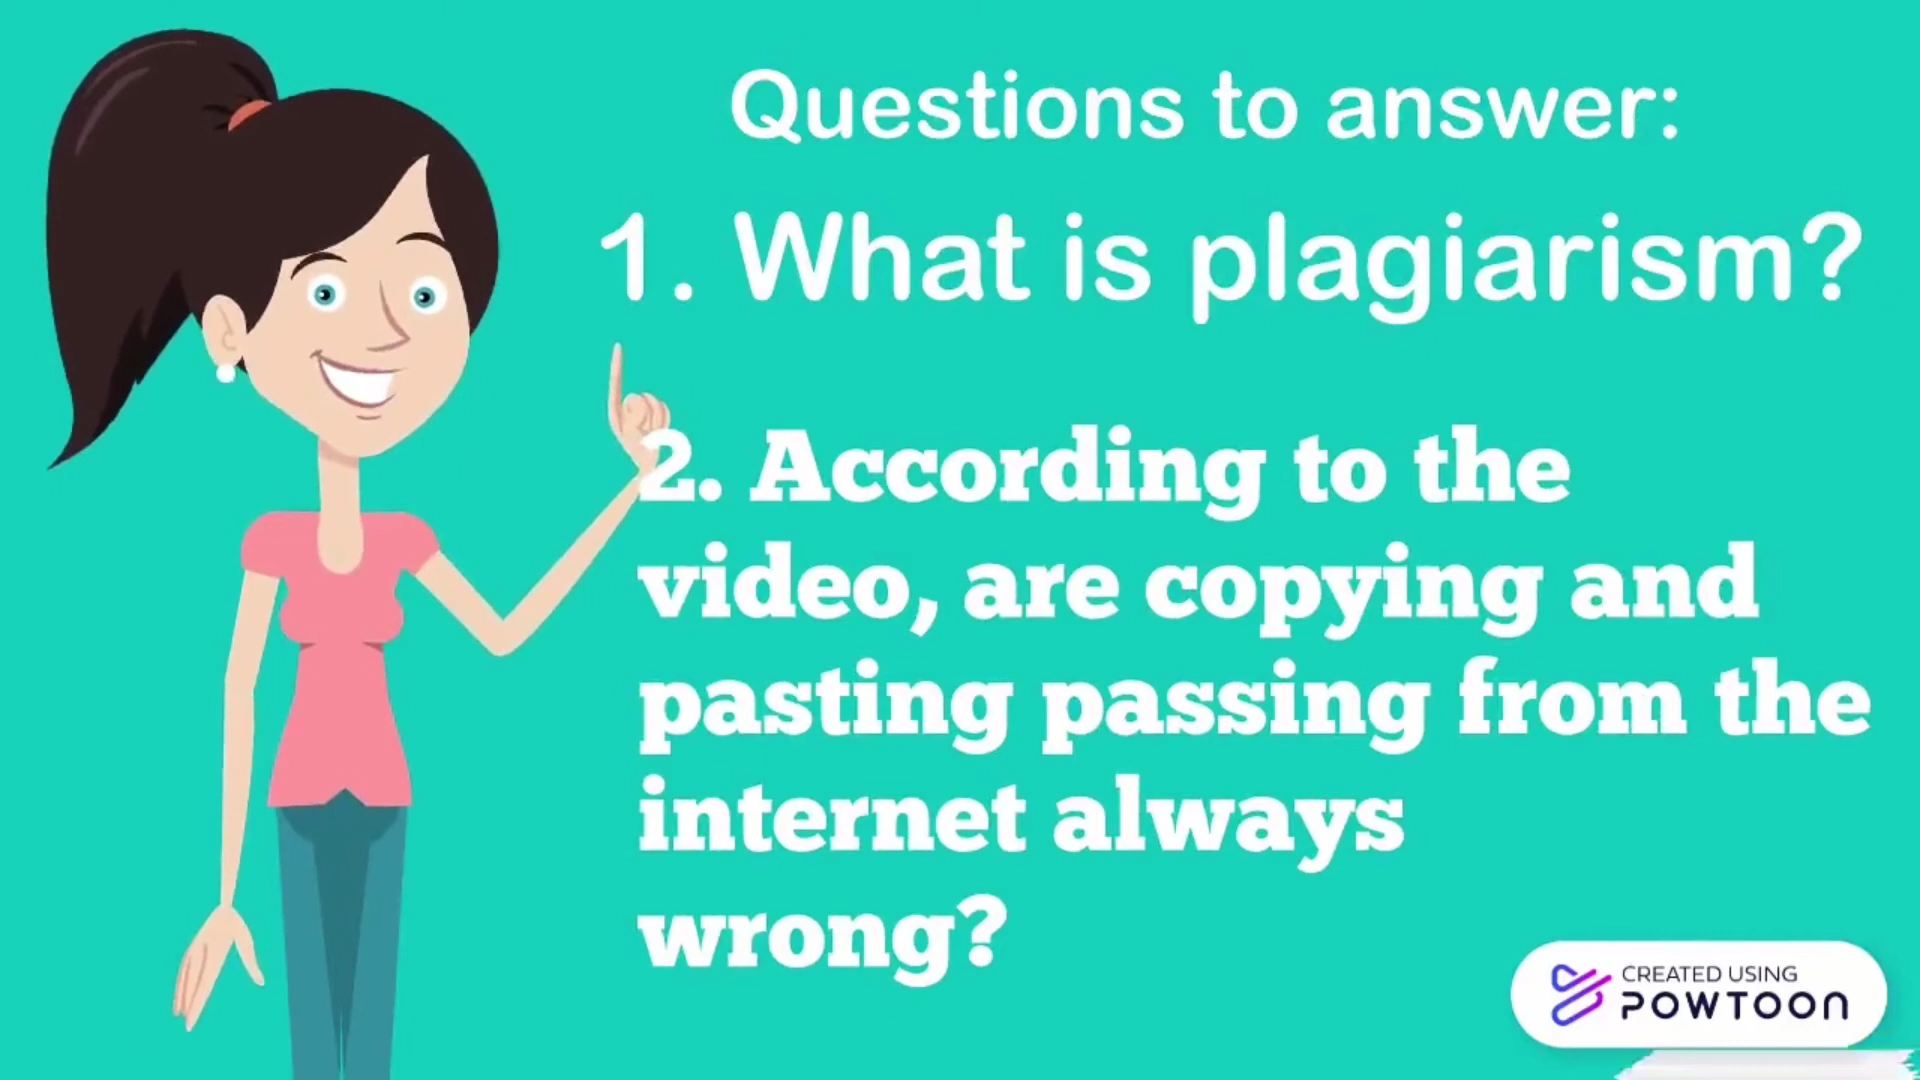 Questions to answer:
1. What is plagiarism?
2. According to the
video, are copying and
pasting passing from the
internet always
wrong?
CREATED USING
POWTOON